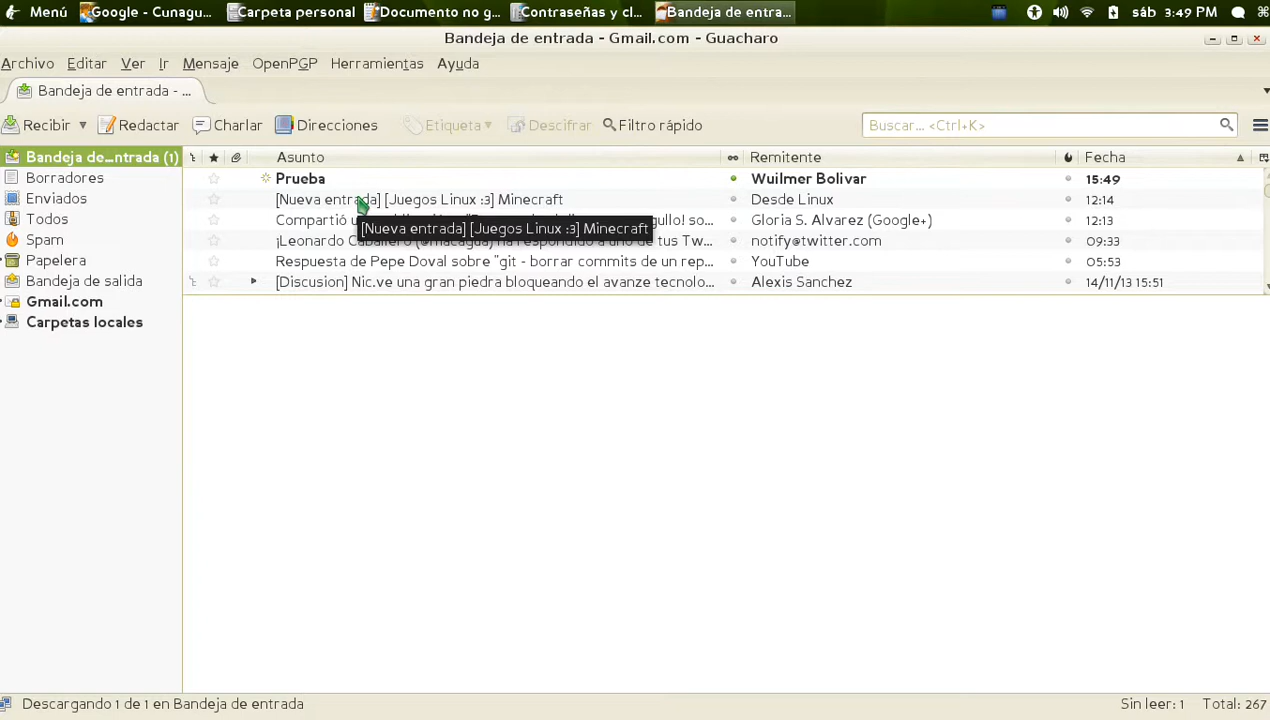 Menú Google - Cunagu... Carpeta personal Documento no g... Contraseñas y cl... Bandeja de entra... sáb 3:49 PM
Bandeja de entrada - Gmail.com - Guacharo
Archivo Editar Ver Ir Mensaje OpenPGP Herramientas Ayuda
Bandeja de entrada - ...
Recibir Redactar Charlar Direcciones Etiqueta Descifrar Filtro rápido Buscar... <Ctrl+K>
Bandeja de...ntrada (1)
Borradores
Enviados
Todos
Spam
Papelera
Bandeja de salida
Gmail.com
Carpetas locales
Asunto Remitente Fecha
Prueba Wuilmer Bolivar 15:49
[Nueva entrada] [Juegos Linux :3] Minecraft Desde Linux 12:14
Compartió so... Gloria S. Alvarez (Google+) 12:13
[Nueva entrada] [Juegos Linux :3] Minecraft
¡Leonardo Caballero (@macagua) ha respondido a uno de tus Tw... notify@twitter.com 09:33
Respuesta de Pepe Doval sobre "git - borrar commits de un rep... YouTube 05:53
[Discusion] Nic.ve una gran piedra bloqueando el avanze tecnolo... Alexis Sanchez 14/11/13 15:51
Descargando 1 de 1 en Bandeja de entrada Sin leer: 1 Total: 267